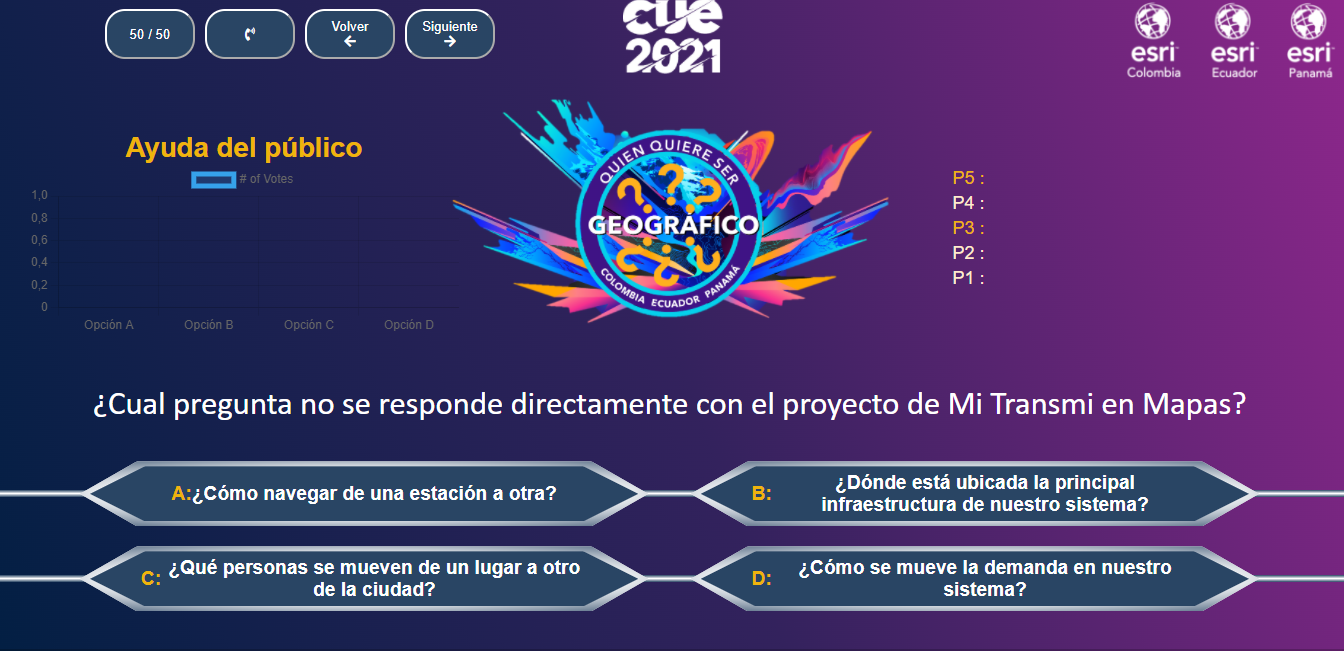 50 / 50
Volver
Siguiente
cue
2021
esri
Colombia
esri
Ecuador
esri
Panamá
Ayuda del público
# of Votes
1,0
0,8
0,6
0,4
0,2
0
Opción A
Opción B
Opción C
Opción D
QUIEN QUIERE SER
???
GEOGRÁFICO
¿¿¿
COLOMBIA ECUADOR PANAMÁ
P5 :
P4 :
P3 :
P2 :
P1 :
¿Cual pregunta no se responde directamente con el proyecto de Mi Transmi en Mapas?
A:¿Cómo navegar de una estación a otra?
B: ¿Dónde está ubicada la principal
infraestructura de nuestro sistema?
C: ¿Qué personas se mueven de un lugar a otro
de la ciudad?
D: ¿Cómo se mueve la demanda en nuestro
sistema?